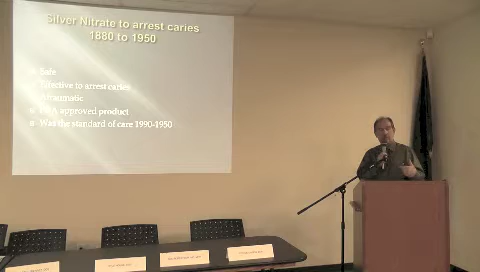 Silver Nitrate to arrest caries
1880 to 1950
Safe
Effective to arrest caries
Atraumatic
FDA approved product
Was the standard of care 1990-1950